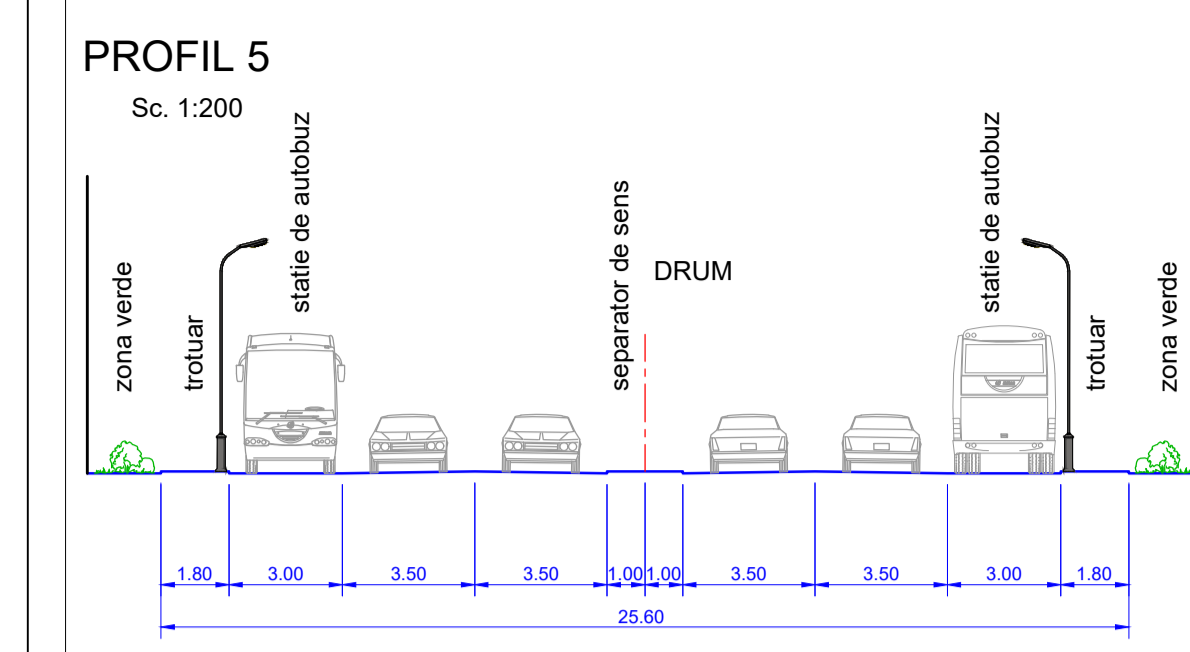 PROFIL 5
Sc. 1:200
zona verde
trotuar
statie de autobuz
separator de sens
DRUM
statie de autobuz
trotuar
zona verde
1.80 3.00 3.50 3.50 1.00 1.00 3.50 3.50 3.00 1.80
25.60